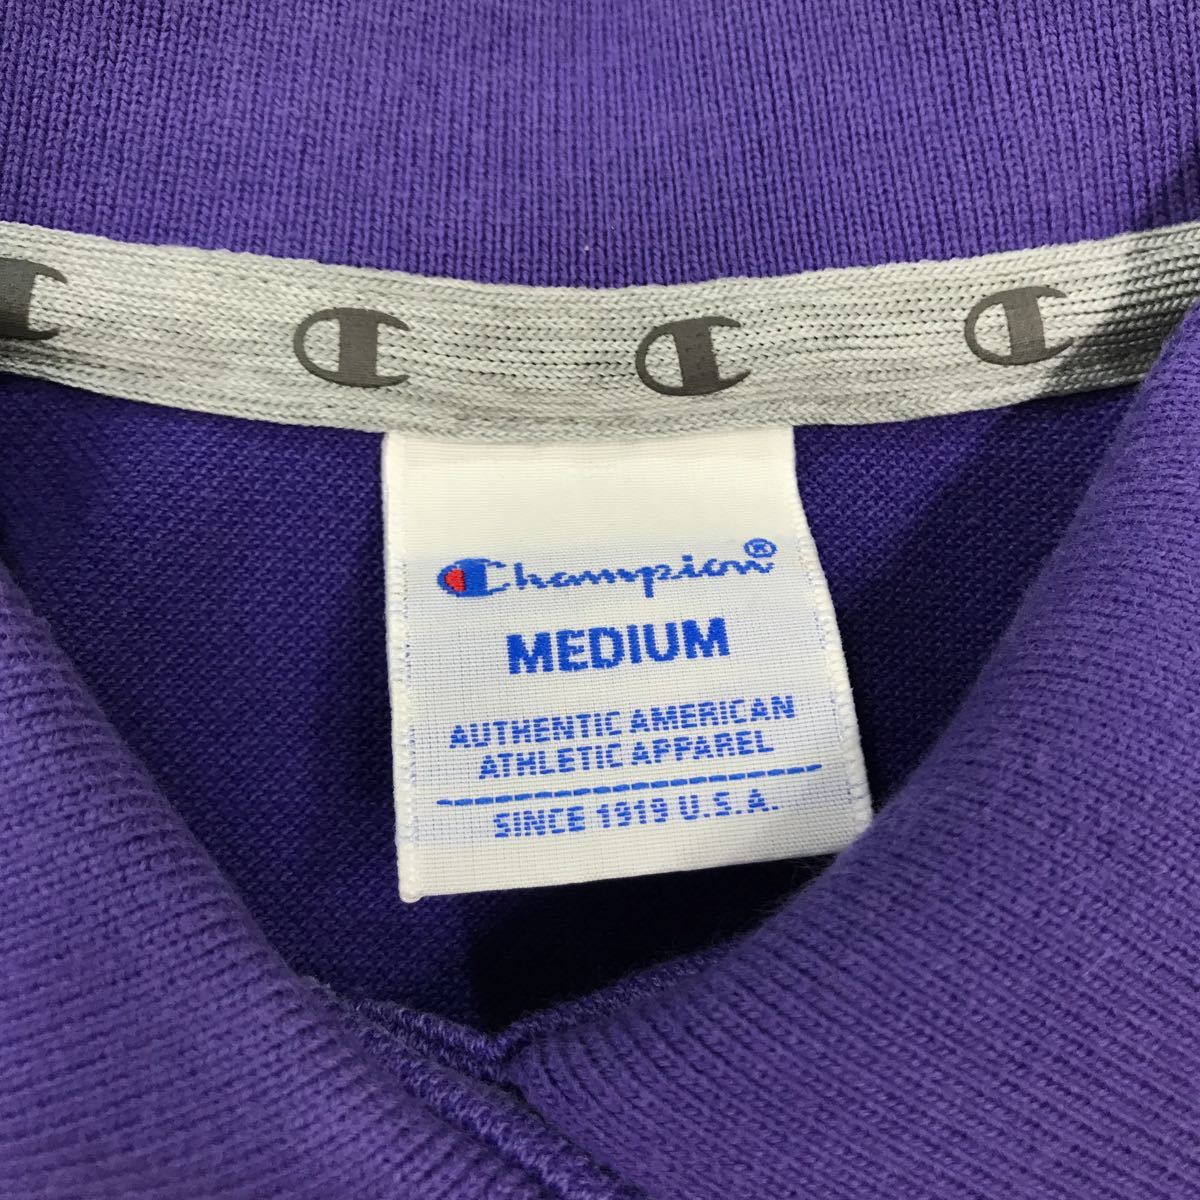 Champion®
MEDIUM
AUTHENTIC AMERICAN
ATHLETIC APPAREL
SINCE 1919 U.S.A.